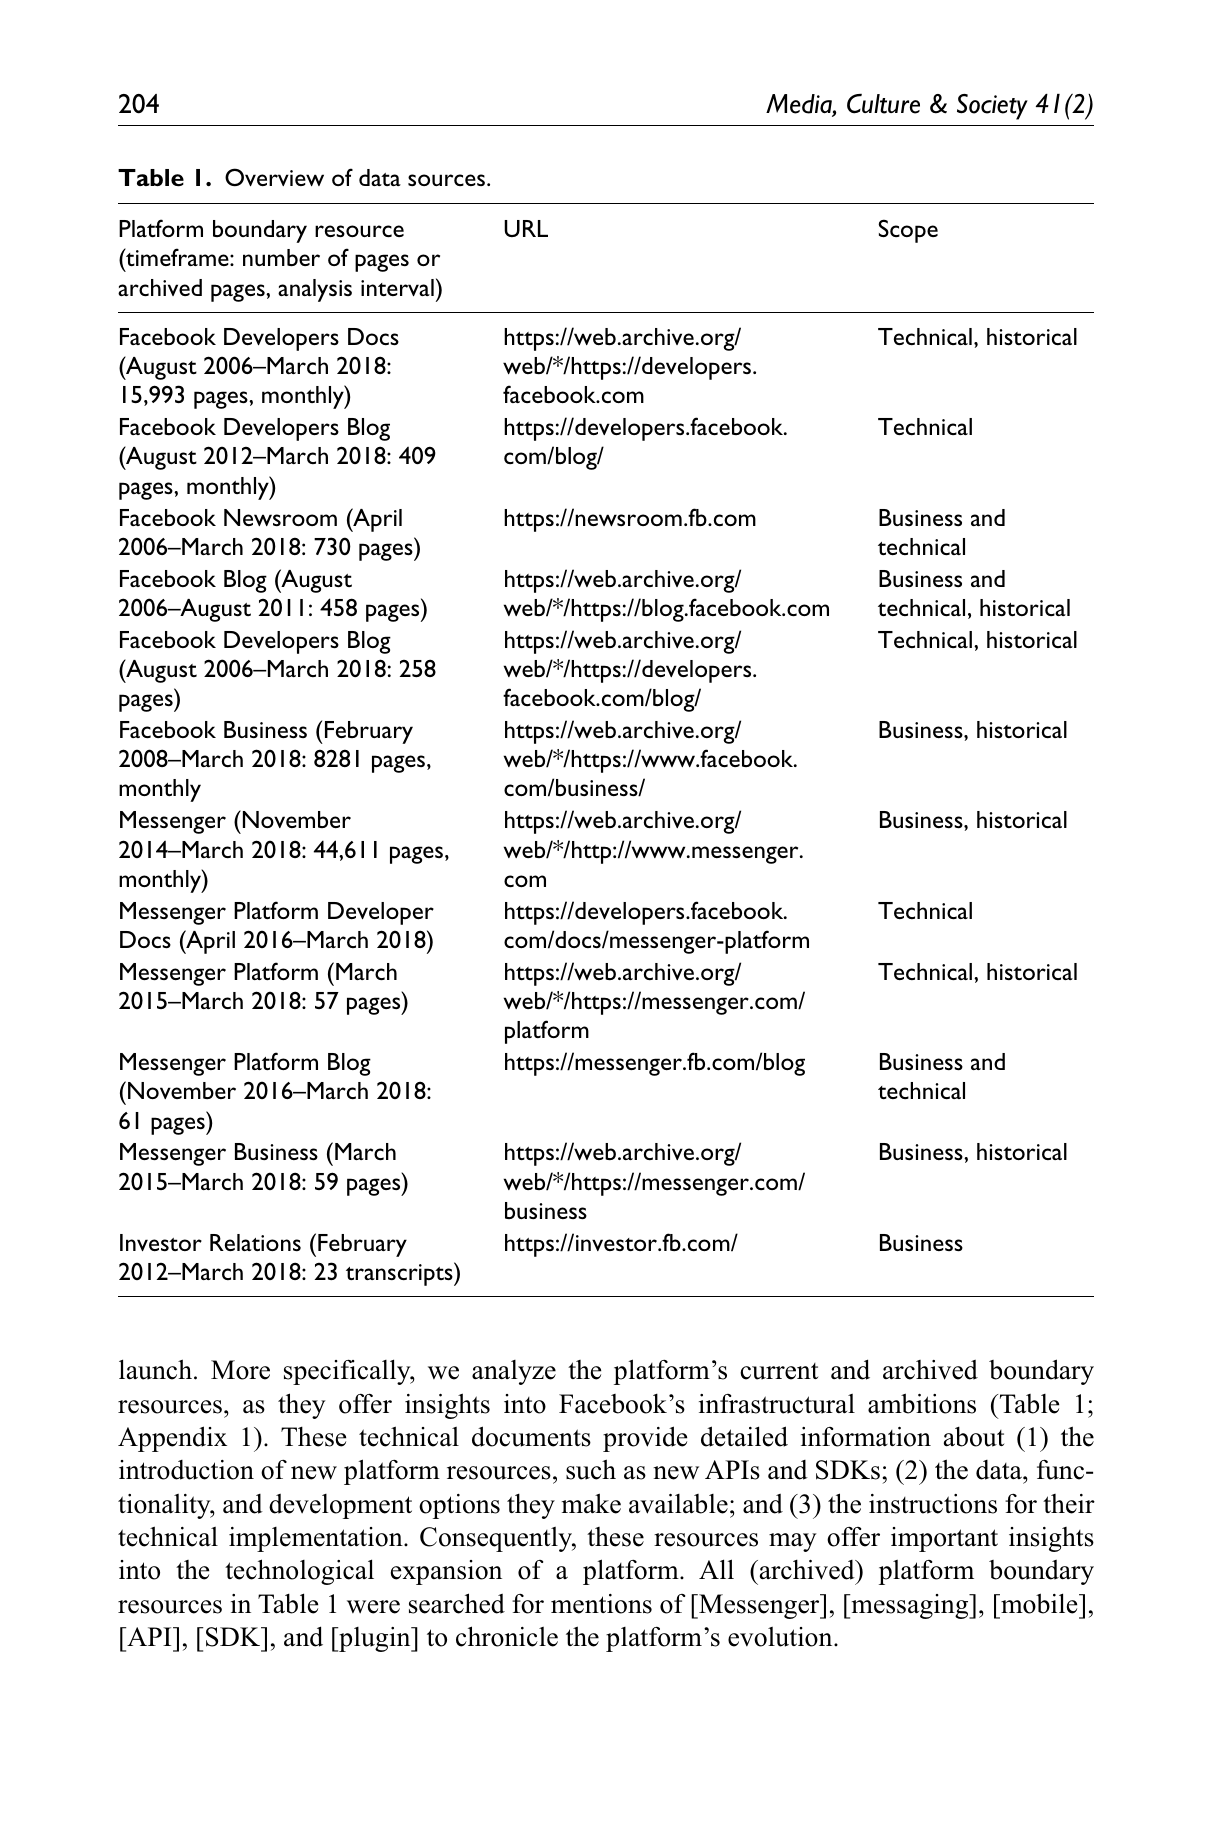 204
Media, Culture & Society 41(2)
Table 1. Overview of data sources.
Platform boundary resource
(timeframe: number of pages or
archived pages, analysis interval)
URL
Scope
Facebook Developers Docs
(August 2006–March 2018:
15,993 pages, monthly)
https://web.archive.org/
web/*/https://developers.
facebook.com
Technical, historical
Facebook Developers Blog
(August 2012–March 2018: 409
pages, monthly)
https://developers.facebook.
com/blog/
Technical
Facebook Newsroom (April
2006–March 2018: 730 pages)
https://newsroom.fb.com
Business and
technical
Facebook Blog (August
2006–August 2011: 458 pages)
https://web.archive.org/
web/*/https://blog.facebook.com
Business and
technical, historical
Facebook Developers Blog
(August 2006–March 2018: 258
pages)
https://web.archive.org/
web/*/https://developers.
facebook.com/blog/
Technical, historical
Facebook Business (February
2008–March 2018: 8281 pages,
monthly
https://web.archive.org/
web/*/https://www.facebook.
com/business/
Business, historical
Messenger (November
2014–March 2018: 44,611 pages,
monthly)
https://web.archive.org/
web/*/http://www.messenger.
com
Business, historical
Messenger Platform Developer
Docs (April 2016–March 2018)
https://developers.facebook.
com/docs/messenger-platform
Technical
Messenger Platform (March
2015–March 2018: 57 pages)
https://web.archive.org/
web/*/https://messenger.com/
platform
Technical, historical
Messenger Platform Blog
(November 2016–March 2018:
61 pages)
https://messenger.fb.com/blog
Business and
technical
Messenger Business (March
2015–March 2018: 59 pages)
https://web.archive.org/
web/*/https://messenger.com/
business
Business, historical
Investor Relations (February
2012–March 2018: 23 transcripts)
https://investor.fb.com/
Business
launch. More specifically, we analyze the platform’s current and archived boundary
resources, as they offer insights into Facebook’s infrastructural ambitions (Table 1;
Appendix 1). These technical documents provide detailed information about (1) the
introduction of new platform resources, such as new APIs and SDKs; (2) the data, func-
tionality, and development options they make available; and (3) the instructions for their
technical implementation. Consequently, these resources may offer important insights
into the technological expansion of a platform. All (archived) platform boundary
resources in Table 1 were searched for mentions of [Messenger], [messaging], [mobile],
[API], [SDK], and [plugin] to chronicle the platform’s evolution.